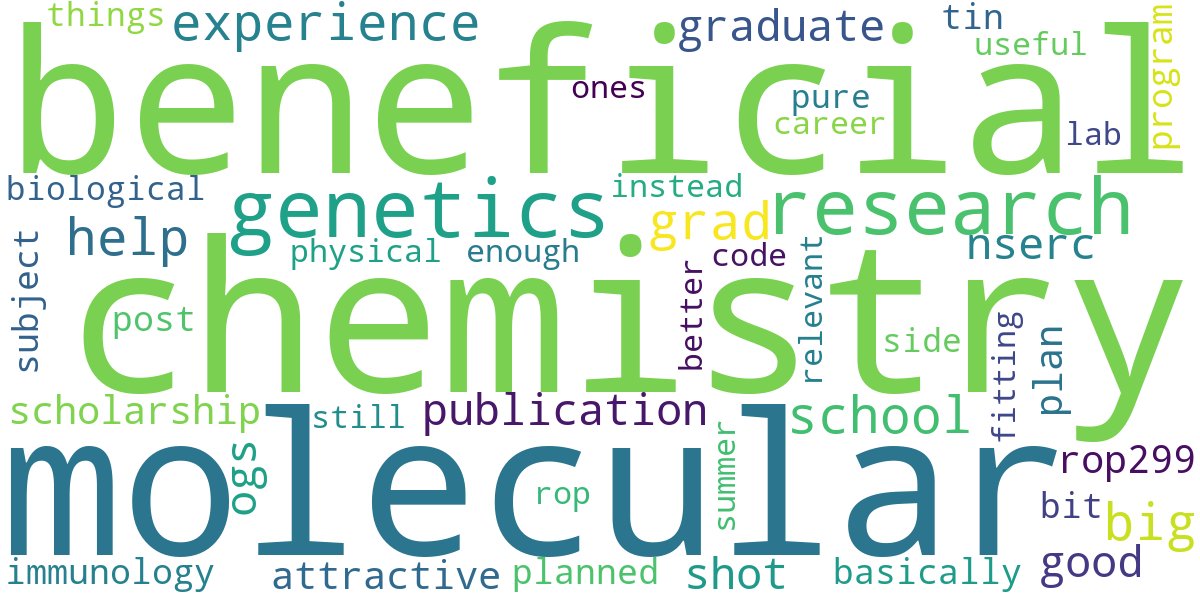 things
experience
graduate
tin
program
beneficial
useful
ones
pure
career
lab
biological
genetics
instead
research
help
grad
nserc
physical
enough
code
subject
chemistry
better
relevant
post
side
fitting
plan
scholarship
still
publication
school
molecular
ogs
summer
rop299
rop
bit
big
immunology
attractive
planned
shot
basically
good